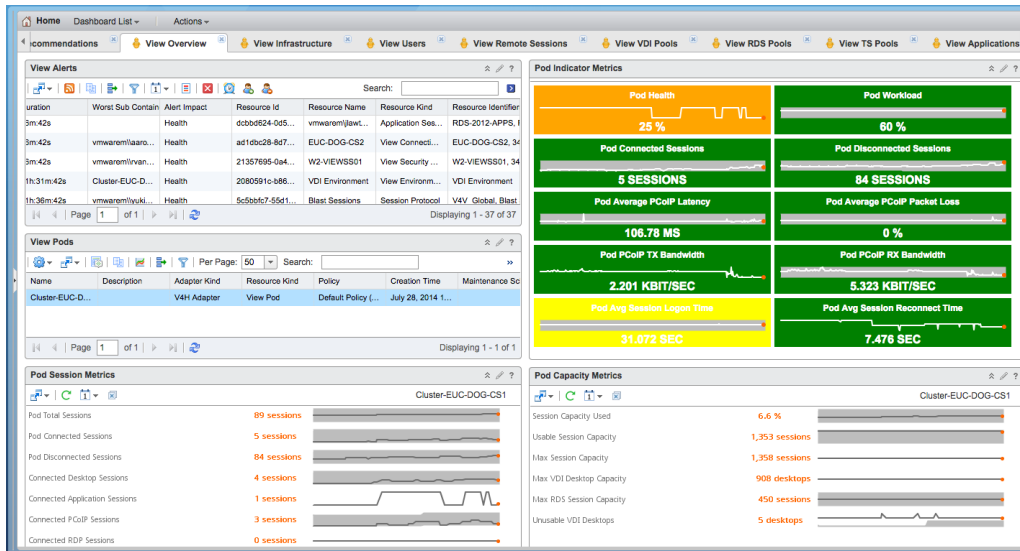 Home Dashboard List Actions
ecommendations View Overview View Infrastructure View Users View Remote Sessions View VDI Pools View RDS Pools View TS Pools View Applications
View Alerts ?
1 Search:
uration Worst Sub Contain Alert Impact Resource Id Resource Name Resource Kind Resource Identifier
3m:42s Health dcbbd624-0d5... vmwarem\jlawt... Application Ses... RDS-2012-APPS, I
3m:42s vmwarem\\aaro... Health ad1dbc28-8d7... EUC-DOG-CS2 View Connecti... EUC-DOG-CS2, 34
3m:42s vmwarem\\rvan... Health 21357695-0a4... W2-VIEWSS01 View Security ... W2-VIEWSS01, 34
1h:31m:42s Cluster-EUC-D... Health 2080591c-b86... VDI Environment View Environm... VDI Environment
1h:36m:42s vmwarem\\yuki... Health 5c5bbfc7-55d1... Blast Sessions Session Protocol V4V Global, Blast
Page 1 of 1 Displaying 1 - 37 of 37
View Pods ?
Per Page: 50 Search: »
Name Description Adapter Kind Resource Kind Policy Creation Time Maintenance Sc
Cluster-EUC-D... V4H Adapter View Pod Default Policy (... July 28, 2014 1...
Page 1 of 1 Displaying 1 - 1 of 1
Pod Indicator Metrics ?
Pod Health Pod Workload
25 % 60 %
Pod Connected Sessions Pod Disconnected Sessions
5 SESSIONS 84 SESSIONS
Pod Average PCoIP Latency Pod Average PCoIP Packet Loss
106.78 MS 0 %
Pod PCoIP TX Bandwidth Pod PCoIP RX Bandwidth
2.201 KBIT/SEC 5.323 KBIT/SEC
Pod Avg Session Logon Time Pod Avg Session Reconnect Time
31.072 SEC 7.476 SEC
Pod Session Metrics ?
1 Cluster-EUC-DOG-CS1
Pod Total Sessions 89 sessions
Pod Connected Sessions 5 sessions
Pod Disconnected Sessions 84 sessions
Connected Desktop Sessions 4 sessions
Connected Application Sessions 1 sessions
Connected PCoIP Sessions 3 sessions
Connected RDP Sessions 0 sessions
Pod Capacity Metrics ?
1 Cluster-EUC-DOG-CS1
Session Capacity Used 6.6 %
Usable Session Capacity 1,353 sessions
Max Session Capacity 1,358 sessions
Max VDI Desktop Capacity 908 desktops
Max RDS Session Capacity 450 sessions
Unusable VDI Desktops 5 desktops